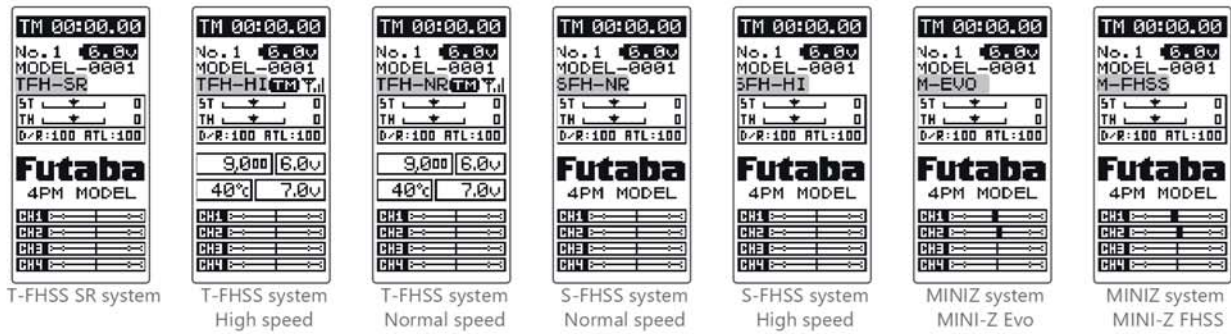 TM 00:00.00
No.1 6.0v
MODEL-0001
TFH-SR
ST 0
TH 0
D/R:100 ATL:100
Futaba
4PM MODEL
CH1
CH2
CH3
CH4
T-FHSS SR system
TM 00:00.00
No.1 6.0v
MODEL-0001
TFH-HI TM
ST 0
TH 0
D/R:100 ATL:100
9,000 6.0v
40℃ 7.0v
CH1
CH2
CH3
CH4
T-FHSS system
High speed
TM 00:00.00
No.1 6.0v
MODEL-0001
TFH-NR TM
ST 0
TH 0
D/R:100 ATL:100
9,000 6.0v
40℃ 7.0v
CH1
CH2
CH3
CH4
T-FHSS system
Normal speed
TM 00:00.00
No.1 6.0v
MODEL-0001
SFH-NR
ST 0
TH 0
D/R:100 ATL:100
Futaba
4PM MODEL
CH1
CH2
CH3
CH4
S-FHSS system
Normal speed
TM 00:00.00
No.1 6.0v
MODEL-0001
SFH-HI
ST 0
TH 0
D/R:100 ATL:100
Futaba
4PM MODEL
CH1
CH2
CH3
CH4
S-FHSS system
High speed
TM 00:00.00
No.1 6.0v
MODEL-0001
M-EVO
ST 0
TH 0
D/R:100 ATL:100
Futaba
4PM MODEL
CH1
CH2
CH3
CH4
MINIZ system
MINI-Z Evo
TM 00:00.00
No.1 6.0v
MODEL-0001
M-FHSS
ST 0
TH 0
D/R:100 ATL:100
Futaba
4PM MODEL
CH1
CH2
CH3
CH4
MINIZ system
MINI-Z FHSS